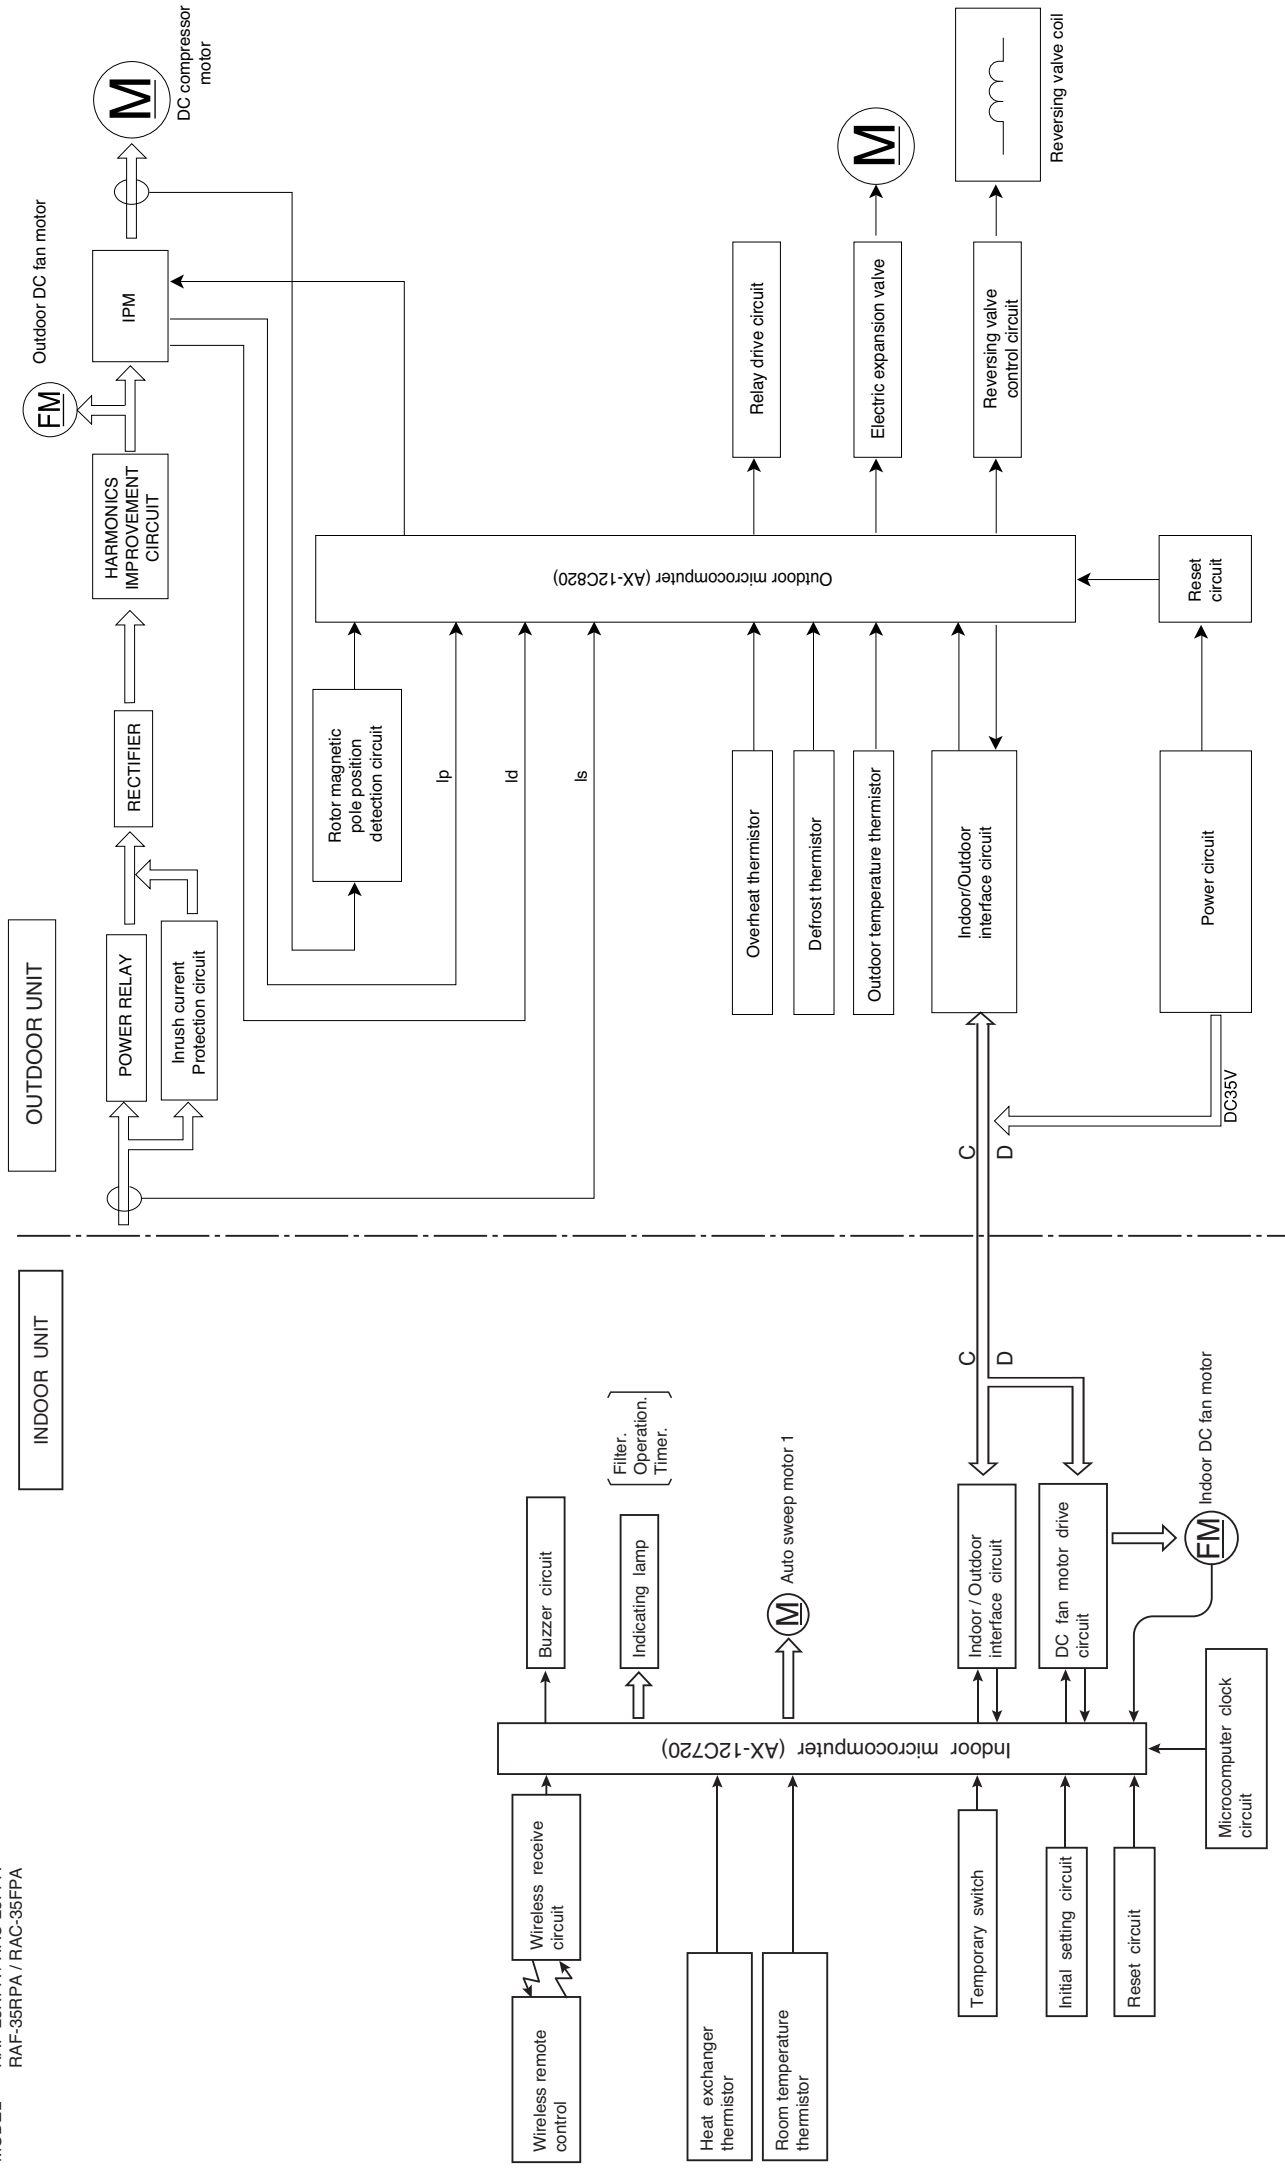 RAF-35RPA / RAC-35FPA
INDOOR UNIT
OUTDOOR UNIT
Wireless remote
control
Wireless receive
circuit
Heat exchanger
thermistor
Room temperature
thermistor
Temporary switch
Initial setting circuit
Reset circuit
Microcomputer clock
circuit
Indoor microcomputer (AX-12C720)
Buzzer circuit
Indicating lamp
Filter.
Operation.
Timer.
M
Auto sweep motor 1
Indoor / Outdoor
interface circuit
DC fan motor drive
circuit
FM
Indoor DC fan motor
C
D
C
D
DC35V
POWER RELAY
Inrush current
Protection circuit
RECTIFIER
HARMONICS
IMPROVEMENT
CIRCUIT
FM
Outdoor DC fan motor
IPM
M
DC compressor
motor
Rotor magnetic
pole position
detection circuit
Ip
Id
Is
Overheat thermistor
Defrost thermistor
Outdoor temperature thermistor
Indoor/Outdoor
interface circuit
Power circuit
Reset
circuit
Outdoor microcomputer (AX-12C820)
Relay drive circuit
Electric expansion valve
M
Reversing valve
control circuit
Reversing valve coil